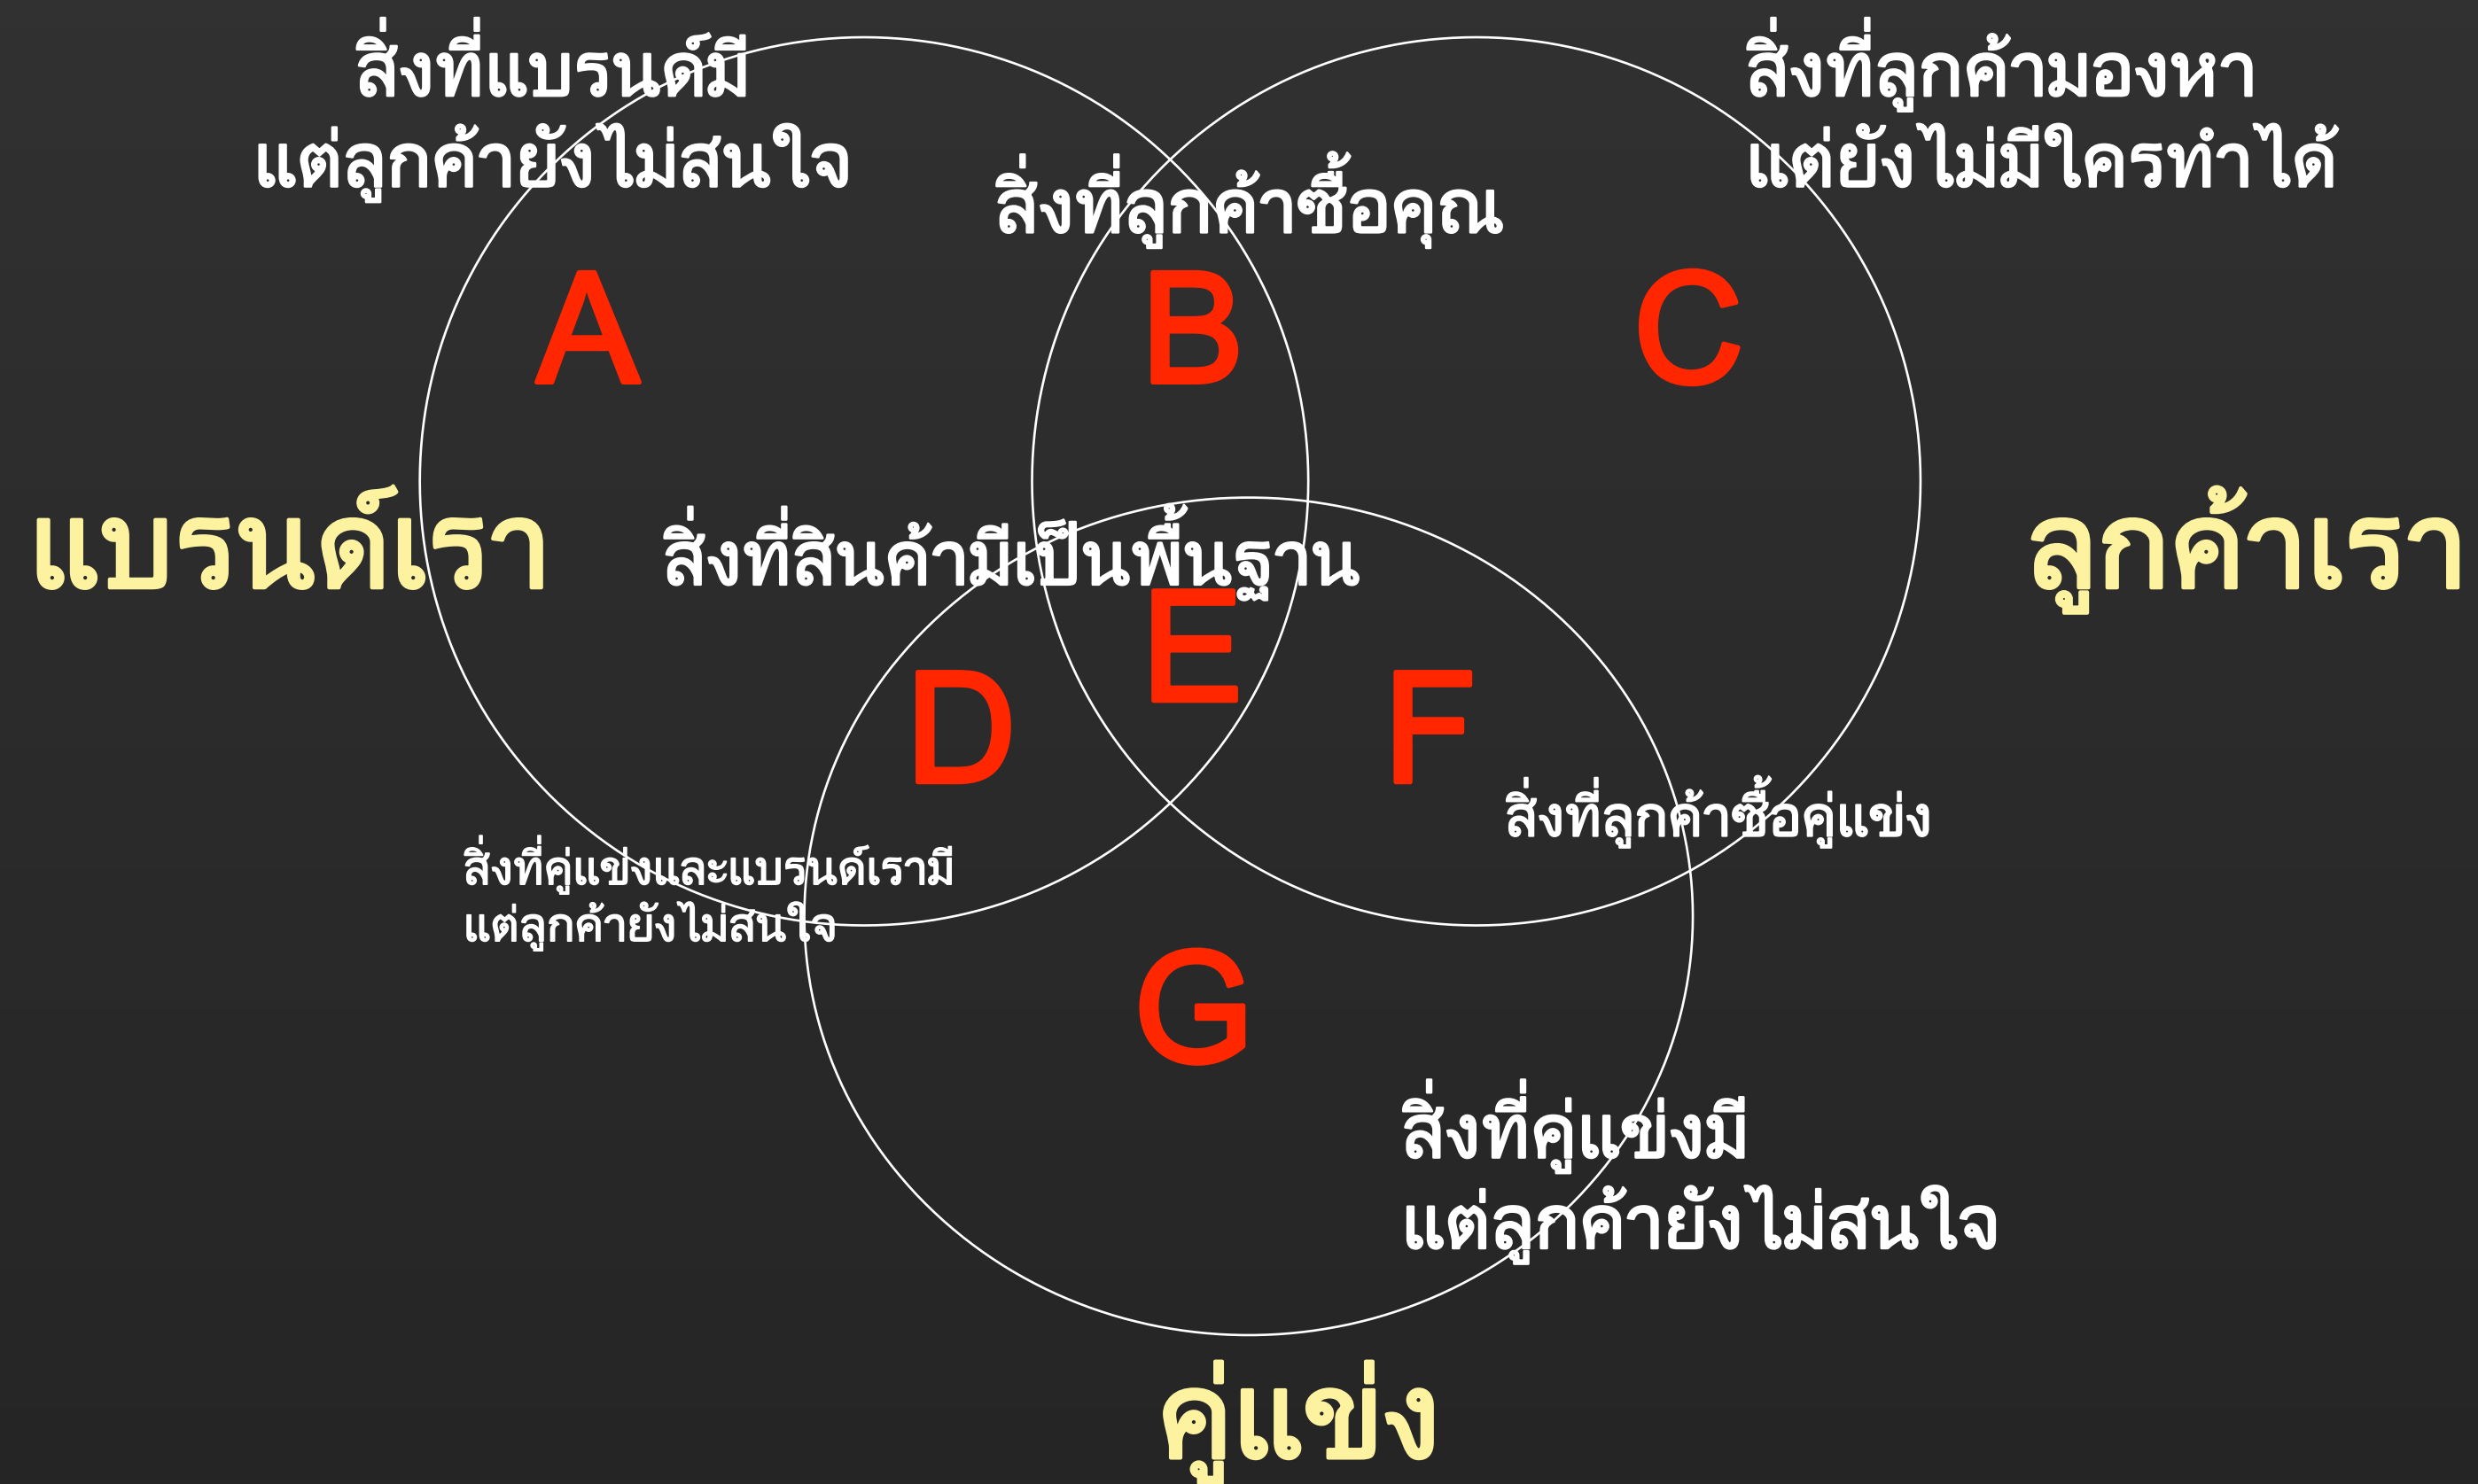 สิ่งที่แบรนด์มี
แต่ลูกค้ายังไม่สนใจ
สิ่งที่ลูกค้าซื้อคุณ
สิ่งที่ลูกค้ามองหา
แต่ยังไม่มีใครทำได้
A
B
C
แบรนด์เรา
ลูกค้าเรา
สิ่งที่สินค้ามีเป็นพื้นฐาน
E
D
F
สิ่งที่ลูกค้าซื้อคู่แข่ง
สิ่งที่คู่แข่งและแบรนด์เรามี
แต่ลูกค้ายังไม่สนใจ
G
สิ่งที่คู่แข่งมี
แต่ลูกค้ายังไม่สนใจ
คู่แข่ง